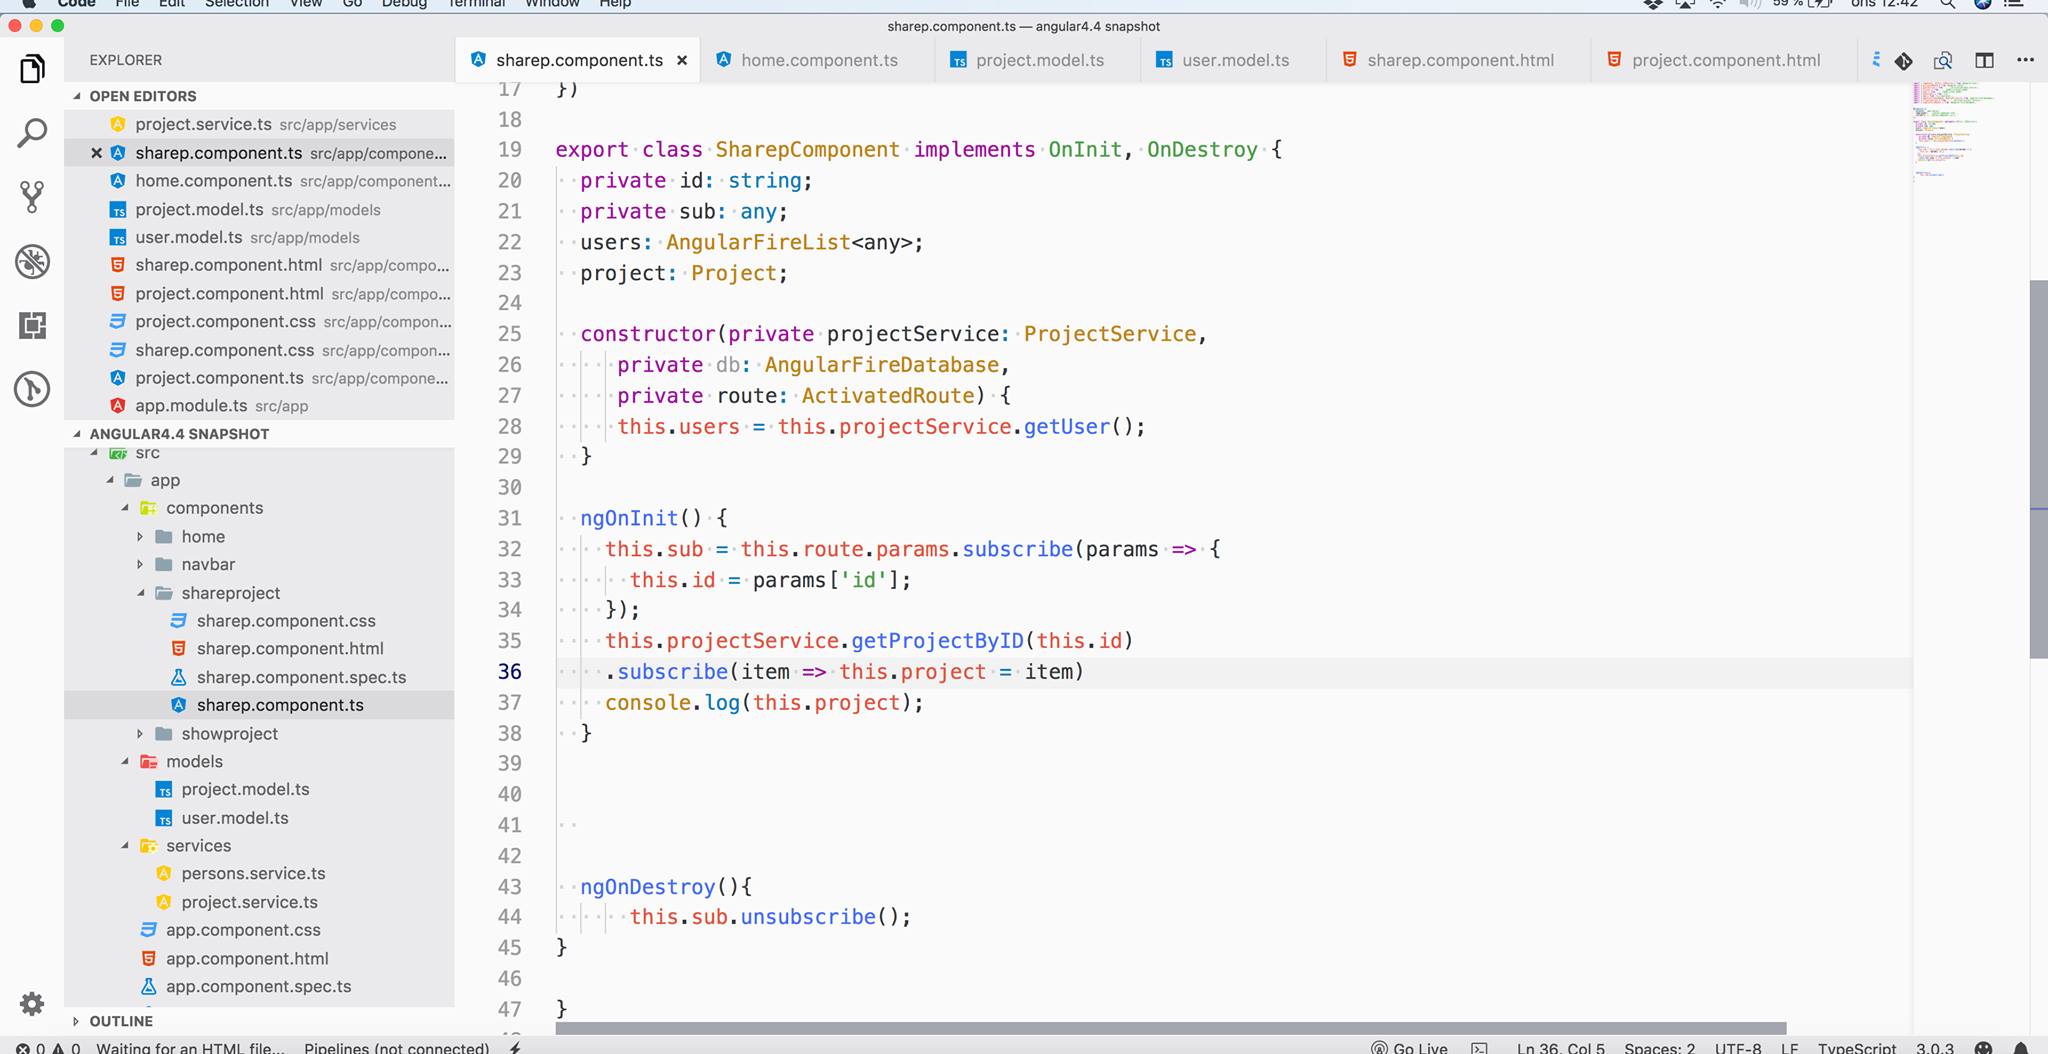 Code File Edit Selection View Go Debug Terminal Window Help 59 % ons 12:42
sharep.component.ts — angular4.4 snapshot
EXPLORER
OPEN EDITORS
project.service.ts src/app/services
sharep.component.ts src/app/compone...
home.component.ts src/app/component...
project.model.ts src/app/models
user.model.ts src/app/models
sharep.component.html src/app/compo...
project.component.html src/app/compo...
project.component.css src/app/compon...
sharep.component.css src/app/compon...
project.component.ts src/app/compone...
app.module.ts src/app
ANGULAR4.4 SNAPSHOT
src
app
components
home
navbar
shareproject
sharep.component.css
sharep.component.html
sharep.component.spec.ts
sharep.component.ts
showproject
models
project.model.ts
user.model.ts
services
persons.service.ts
project.service.ts
app.component.css
app.component.html
app.component.spec.ts
OUTLINE
sharep.component.ts home.component.ts project.model.ts user.model.ts sharep.component.html project.component.html
17 })
18
19 export class SharepComponent implements OnInit, OnDestroy {
20 private id: string;
21 private sub: any;
22 users: AngularFireList<any>;
23 project: Project;
24
25 constructor(private projectService: ProjectService,
26 private db: AngularFireDatabase,
27 private route: ActivatedRoute) {
28 this.users = this.projectService.getUser();
29 }
30
31 ngOnInit() {
32 this.sub = this.route.params.subscribe(params => {
33 this.id = params['id'];
34 });
35 this.projectService.getProjectByID(this.id)
36 .subscribe(item => this.project = item)
37 console.log(this.project);
38 }
39
40
41
42
43 ngOnDestroy(){
44 this.sub.unsubscribe();
45 }
46
47 }
0 0 Waiting for an HTML file... Pipelines (not connected) Go Live Ln 36, Col 5 Spaces: 2 UTF-8 LF TypeScript 3.0.3